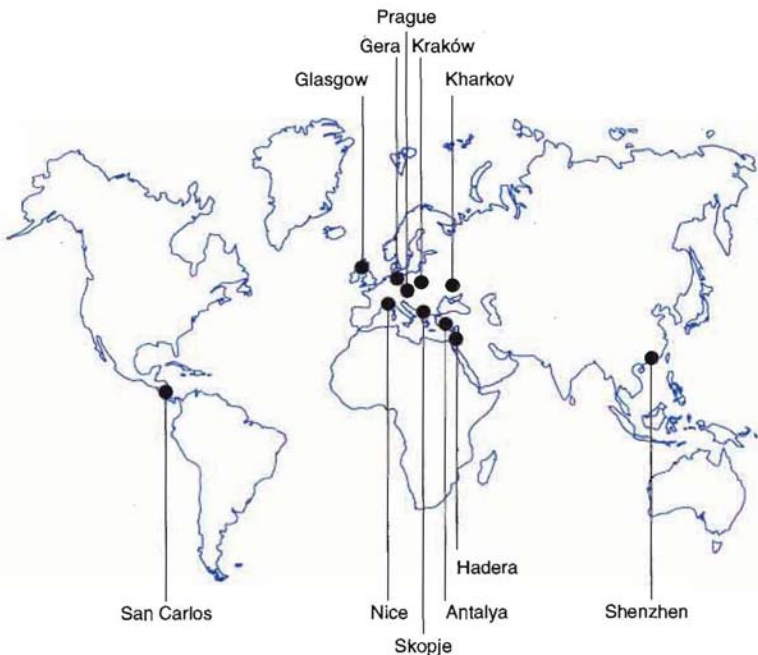 Prague
Gera Kraków
Glasgow Kharkov
Hadera
San Carlos Nice Antalya Shenzhen
Skopje